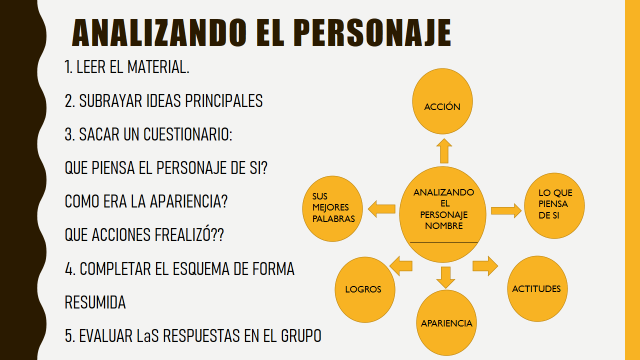 ANALIZANDO EL PERSONAJE
1. LEER EL MATERIAL.
2. SUBRAYAR IDEAS PRINCIPALES
3. SACAR UN CUESTIONARIO:
QUE PIENSA EL PERSONAJE DE SI?
COMO ERA LA APARIENCIA?
QUE ACCIONES FREALIZÓ??
4. COMPLETAR EL ESQUEMA DE FORMA
RESUMIDA
5. EVALUAR LaS RESPUESTAS EN EL GRUPO
ACCIÓN
ANALIZANDO
EL
PERSONAJE
NOMBRE
LO QUE
PIENSA
DE SI
ACTITUDES
APARIENCIA
LOGROS
SUS
MEJORES
PALABRAS